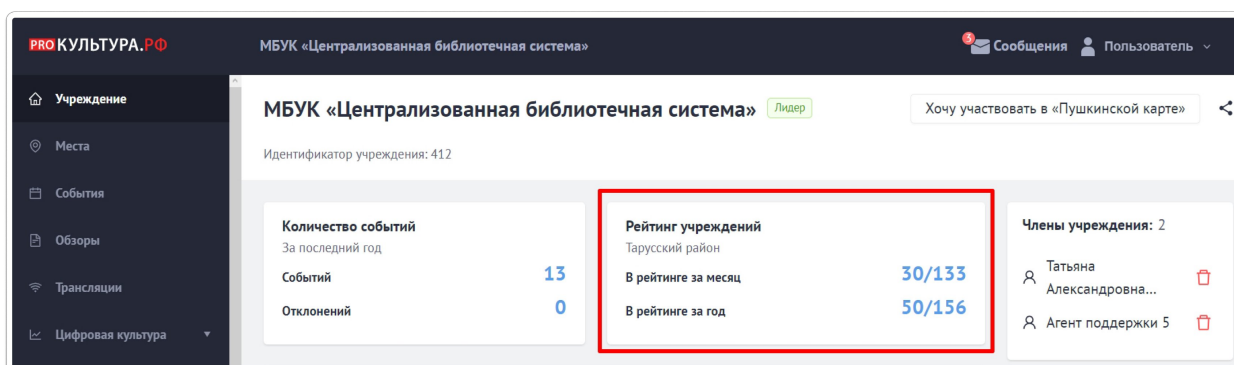 PRO КУЛЬТУРА.РФ
МБУК «Централизованная библиотечная система»
3
Сообщения
Пользователь
Учреждение
Места
События
Обзоры
Трансляции
Цифровая культура
МБУК «Централизованная библиотечная система»
Лидер
Хочу участвовать в «Пушкинской карте»
Идентификатор учреждения: 412
Количество событий
За последний год
Событий 13
Отклонений 0
Рейтинг учреждений
Тарусский район
В рейтинге за месяц 30/133
В рейтинге за год 50/156
Члены учреждения: 2
Татьяна
Александровна...
Агент поддержки 5